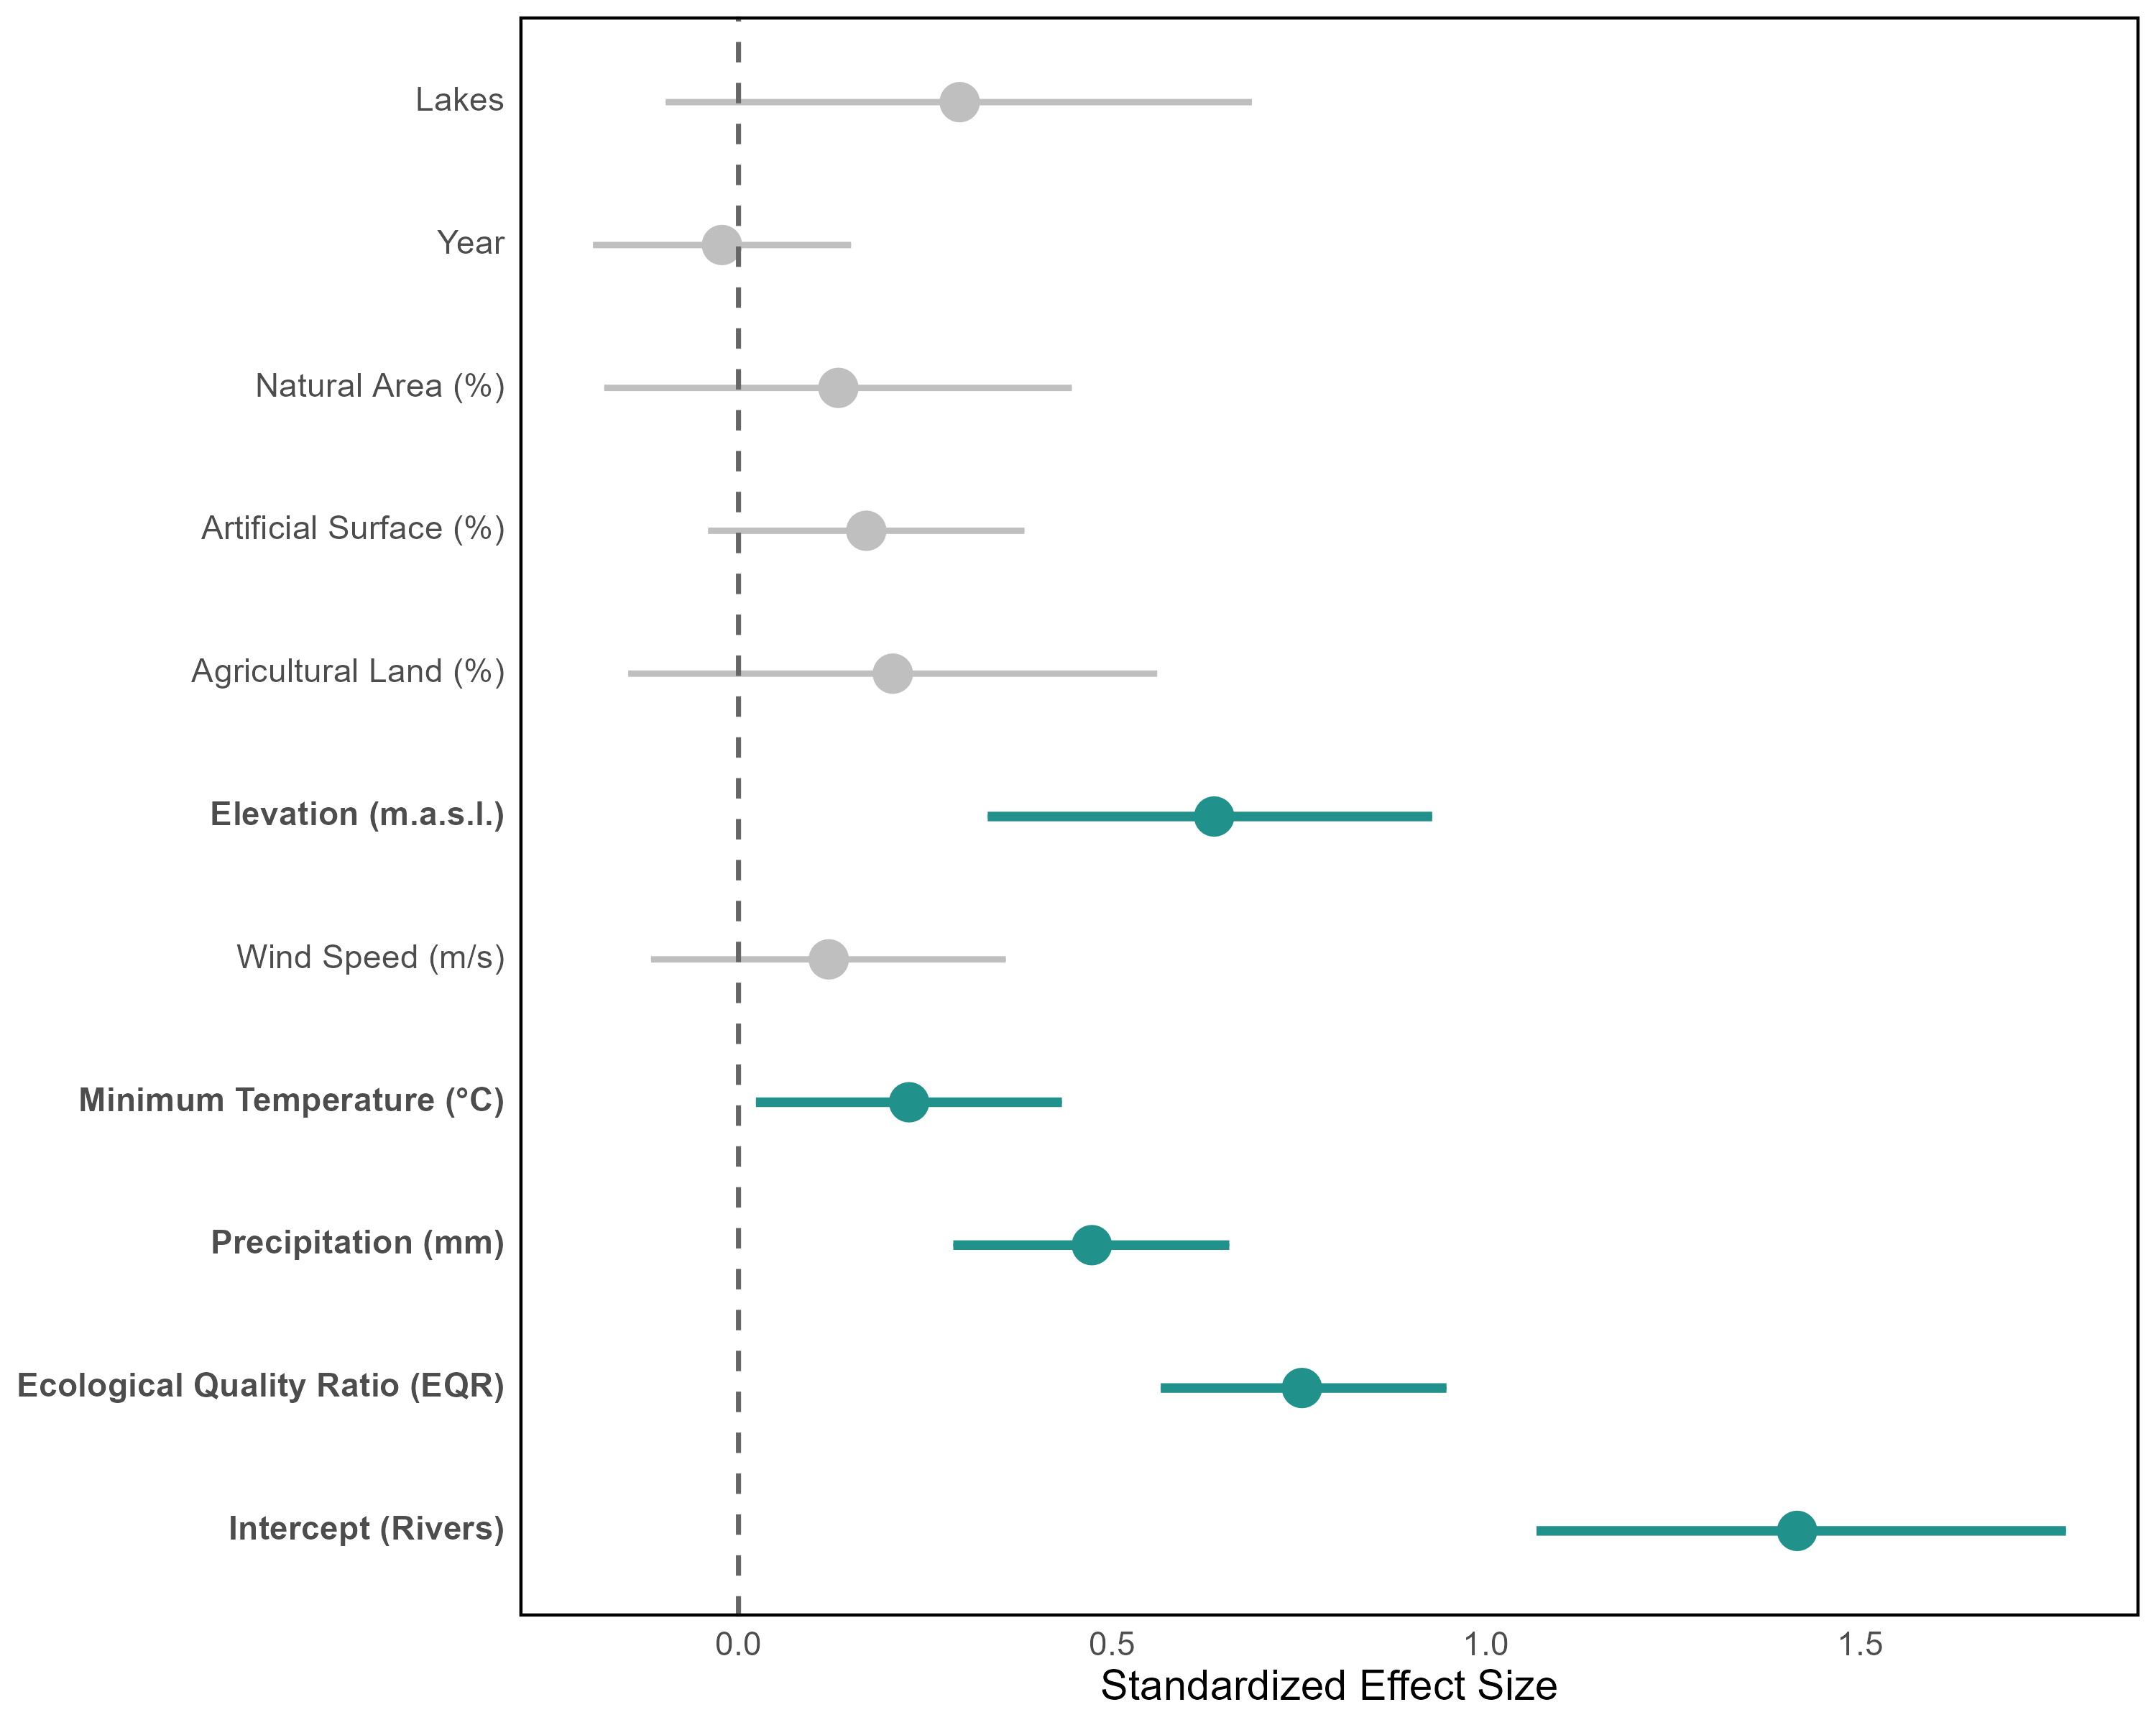 Lakes
Year
Natural Area (%)
Artificial Surface (%)
Agricultural Land (%)
Elevation (m.a.s.l.)
Wind Speed (m/s)
Minimum Temperature (°C)
Precipitation (mm)
Ecological Quality Ratio (EQR)
Intercept (Rivers)
0.0 0.5 1.0 1.5
Standardized Effect Size